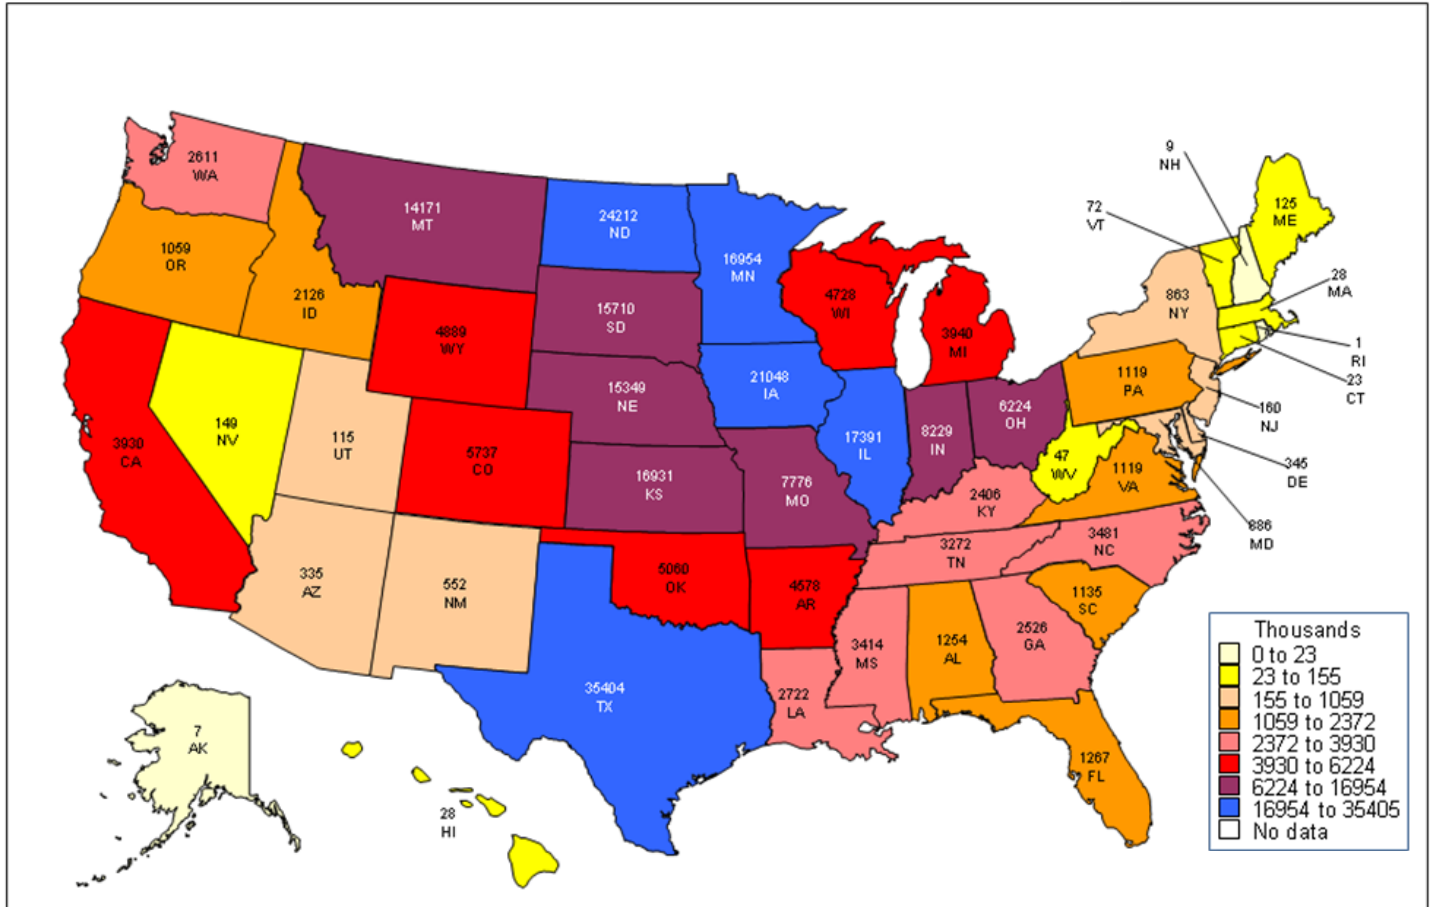 9
NH
2611
WA
125
ME
72
VT
14171
MT
24212
ND
1059
OR
16954
MN
28
MA
2126
ID
863
NY
4728
WI
15710
SD
4889
WY
3940
MI
1
RI
1119
PA
21048
IA
23
CT
15349
NE
6224
OH
160
NJ
149
NV
115
UT
3930
CA
5737
CO
17391
IL
8229
IN
47
WV
1119
VA
345
DE
16931
KS
7776
MO
2406
KY
886
MD
3481
NC
3272
TN
335
AZ
552
NM
5060
OK
4578
AR
1135
SC
2526
GA
1254
AL
3414
MS
35404
TX
2722
LA
7
AK
1267
FL
28
HI
Thousands
0 to 23
23 to 155
155 to 1059
1059 to 2372
2372 to 3930
3930 to 6224
6224 to 16954
16954 to 35405
No data